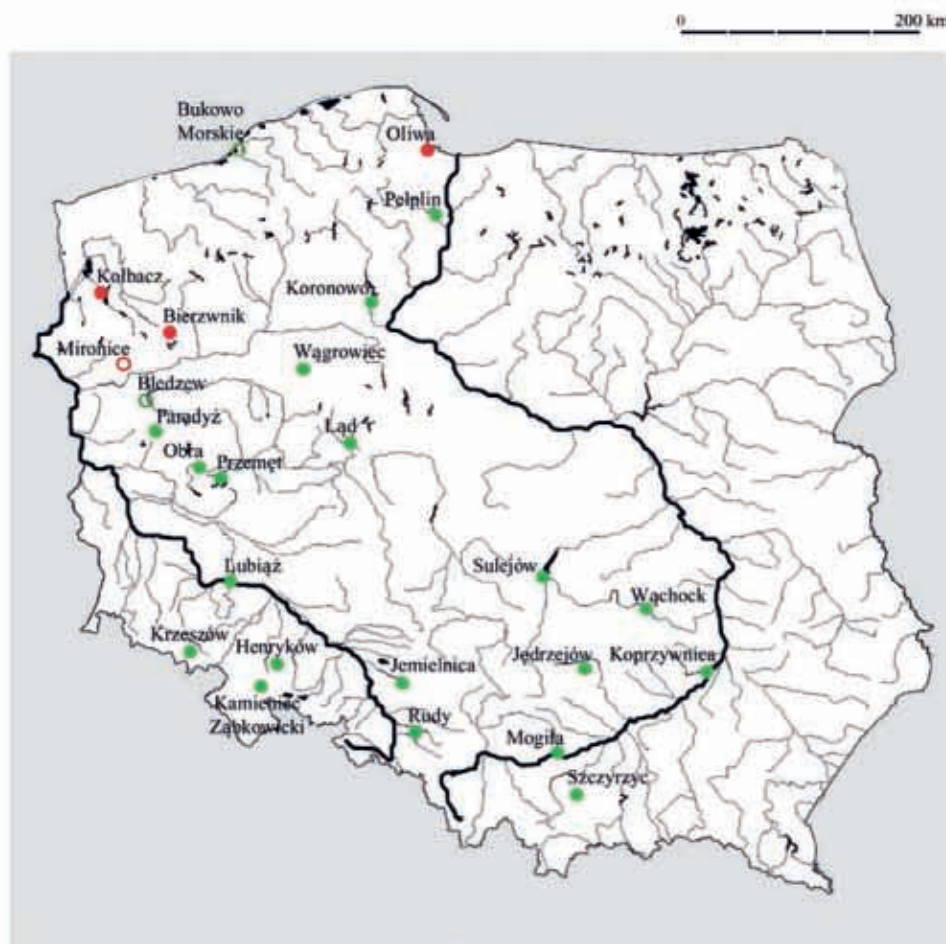 0 200 km
Bukowo
Morskie
Oliwa
Pelplin
Kołbacz
Koronowo
Bierzwnik
Mironice
Wągrowiec
Bledzew
Paradyż
Ląd
Obra
Przemęt
Lubiąż
Sulejów
Wąchock
Krzeszów
Henryków
Jemielnica
Jędrzejów
Koprzywnica
Kamieniec
Ząbkowicki
Rudy
Mogiła
Szczyrzyc